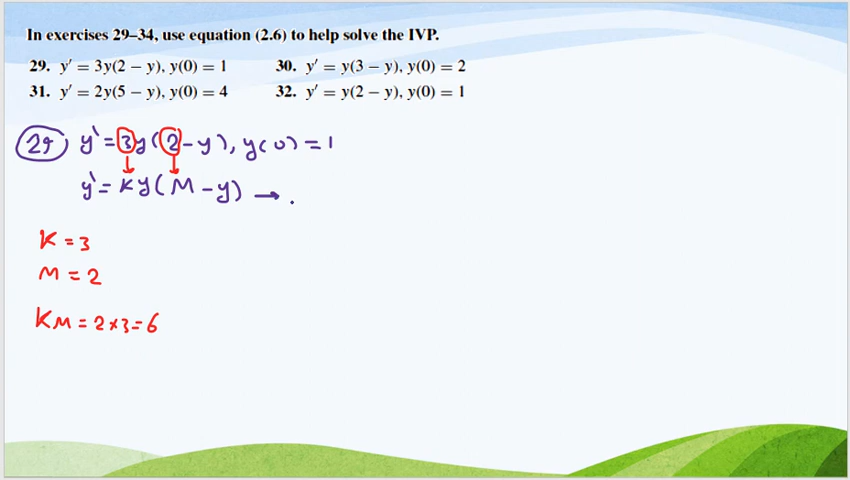 In exercises 29–34, use equation (2.6) to help solve the IVP.
29. y′ = 3y(2 − y), y(0) = 1 30. y′ = y(3 − y), y(0) = 2
31. y′ = 2y(5 − y), y(0) = 4 32. y′ = y(2 − y), y(0) = 1
29 y` = 3y(2 - y), y(0) = 1
y` = Ky(M - y) → .
K = 3
M = 2
KM = 2 × 3 = 6